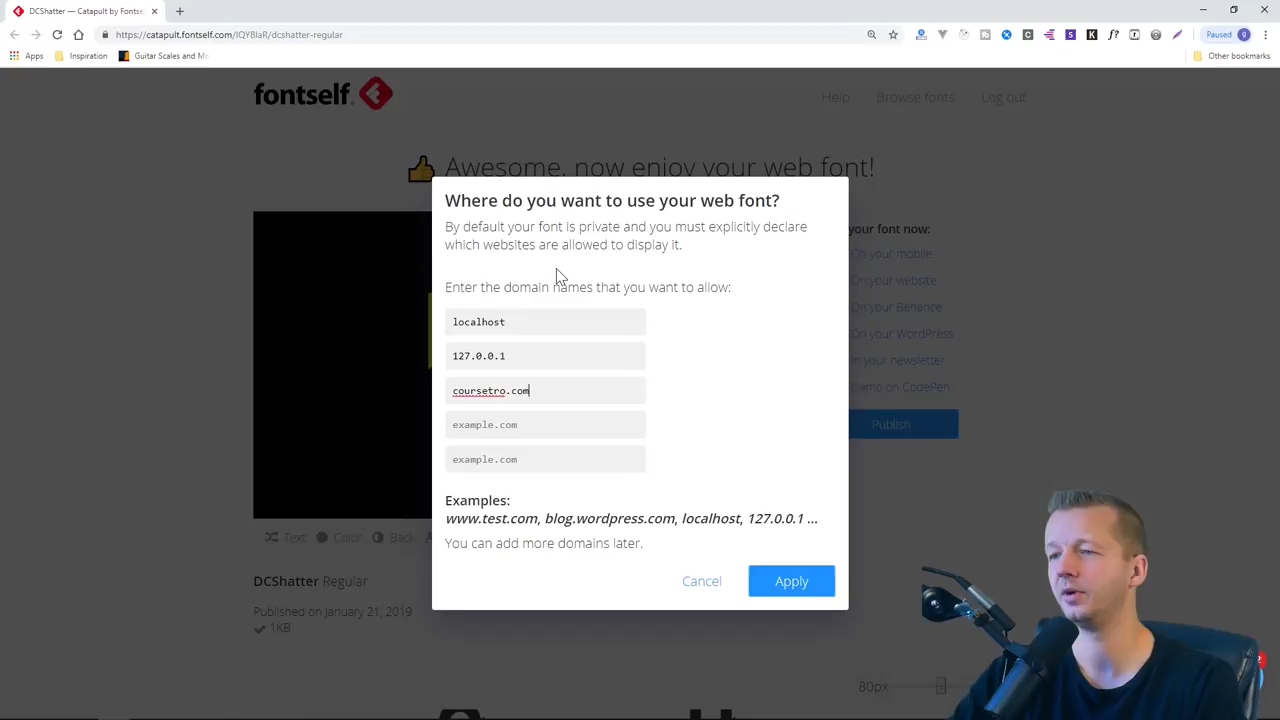 DCShatter — Catapult by Fontse
https://catapult.fontself.com/IQY8laR/dcshatter-regular
Paused
Apps
Inspiration
Guitar Scales and Mo
Other bookmarks
fontself
Help
Browse fonts
Log out
Awesome, now enjoy your web font!
Where do you want to use your web font?
By default your font is private and you must explicitly declare
which websites are allowed to display it.
Enter the domain names that you want to allow:
localhost
127.0.0.1
coursetro.com
example.com
example.com
Examples:
www.test.com, blog.wordpress.com, localhost, 127.0.0.1 ...
You can add more domains later.
Cancel
Apply
your font now:
On your mobile
On your website
On your Behance
On your WordPress
In your newsletter
Demo on CodePen
Publish
Text
Color
Back
DCShatter Regular
Published on January 21, 2019
1KB
80px